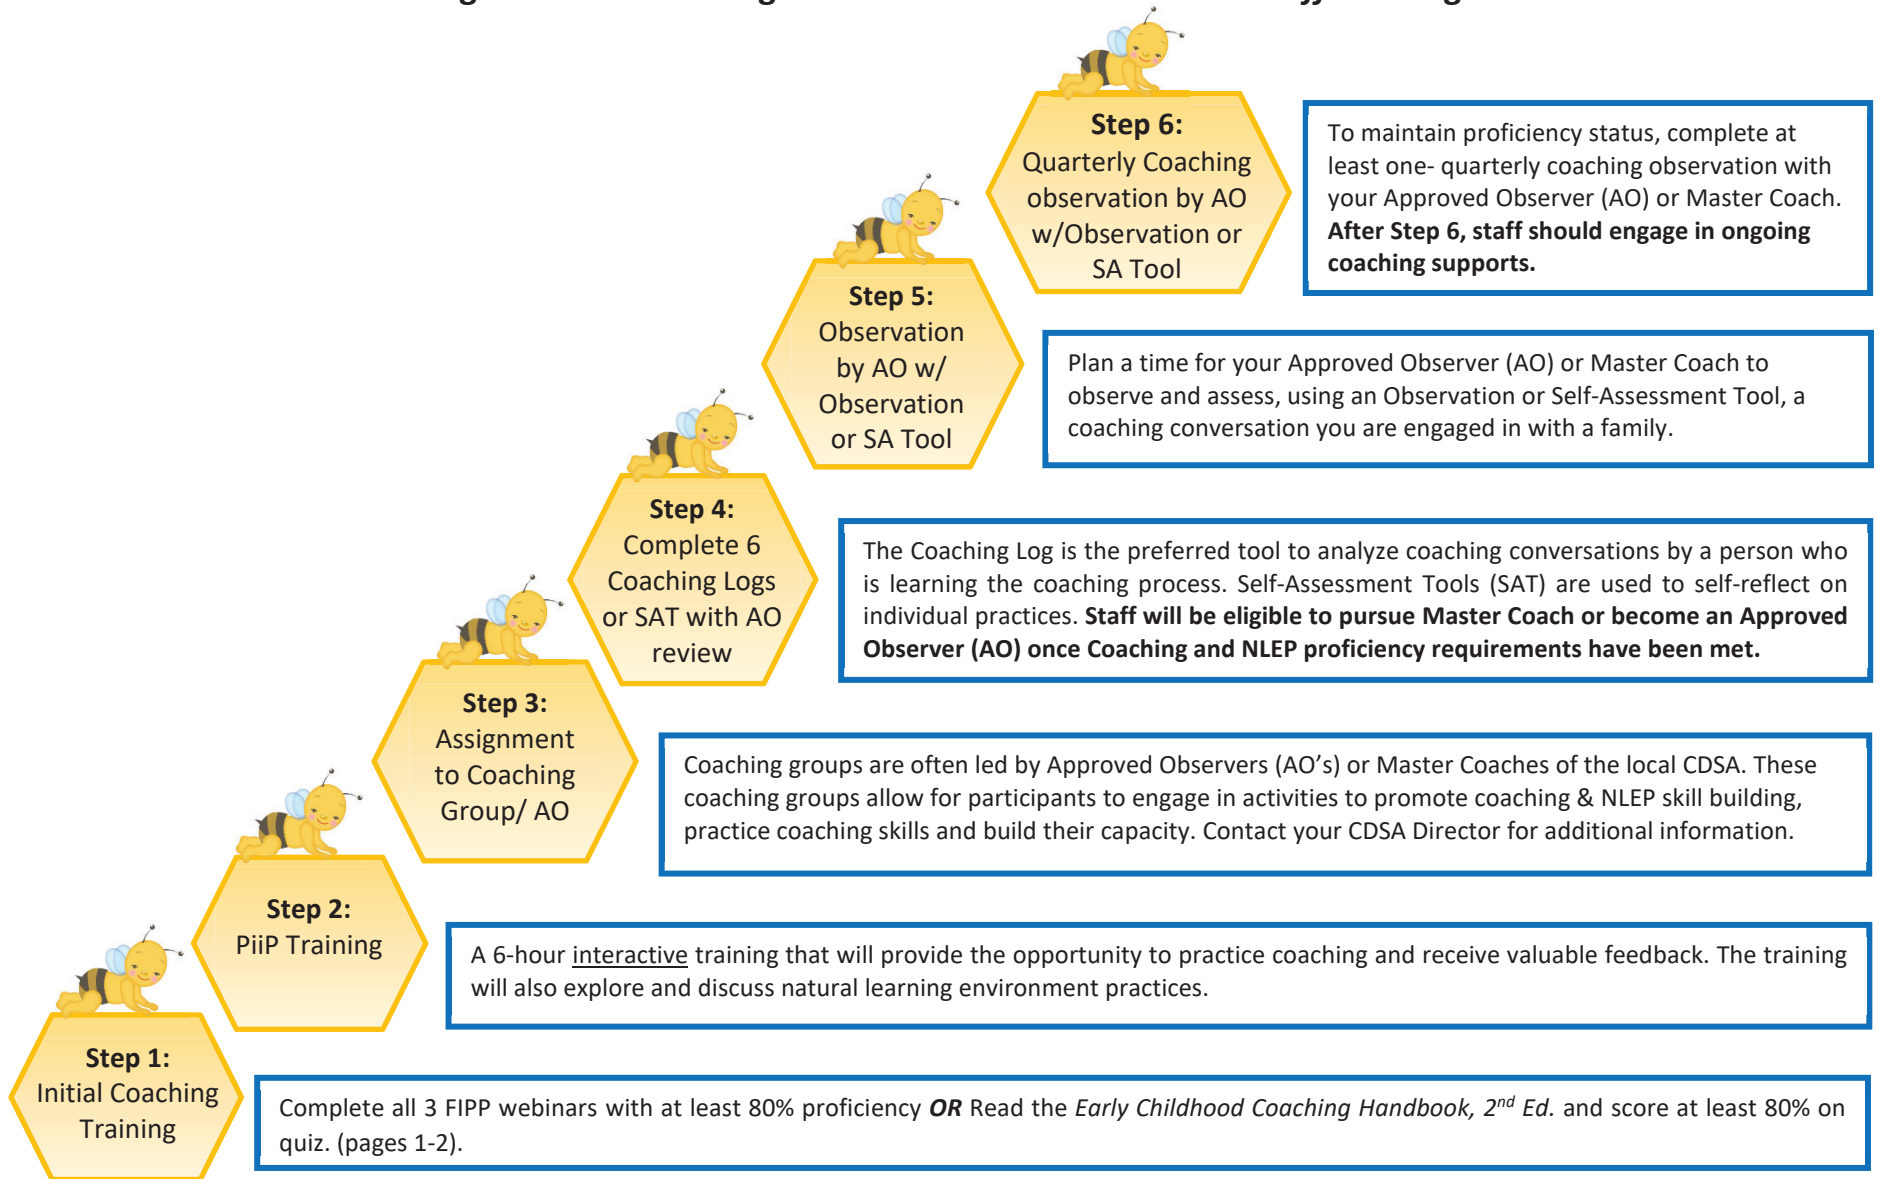 Step 6:
Quarterly Coaching
observation by AO
w/Observation or
SA Tool
To maintain proficiency status, complete at
least one- quarterly coaching observation with
your Approved Observer (AO) or Master Coach.
After Step 6, staff should engage in ongoing
coaching supports.
Step 5:
Observation
by AO w/
Observation
or SA Tool
Plan a time for your Approved Observer (AO) or Master Coach to
observe and assess, using an Observation or Self-Assessment Tool, a
coaching conversation you are engaged in with a family.
Step 4:
Complete 6
Coaching Logs
or SAT with AO
review
The Coaching Log is the preferred tool to analyze coaching conversations by a person who
is learning the coaching process. Self-Assessment Tools (SAT) are used to self-reflect on
individual practices. Staff will be eligible to pursue Master Coach or become an Approved
Observer (AO) once Coaching and NLEP proficiency requirements have been met.
Step 3:
Assignment
to Coaching
Group/ AO
Coaching groups are often led by Approved Observers (AO's) or Master Coaches of the local CDSA. These
coaching groups allow for participants to engage in activities to promote coaching & NLEP skill building,
practice coaching skills and build their capacity. Contact your CDSA Director for additional information.
Step 2:
PiiP Training
A 6-hour interactive training that will provide the opportunity to practice coaching and receive valuable feedback. The training
will also explore and discuss natural learning environment practices.
Step 1:
Initial Coaching
Training
Complete all 3 FIPP webinars with at least 80% proficiency OR Read the Early Childhood Coaching Handbook, 2nd Ed. and score at least 80% on
quiz. (pages 1-2).